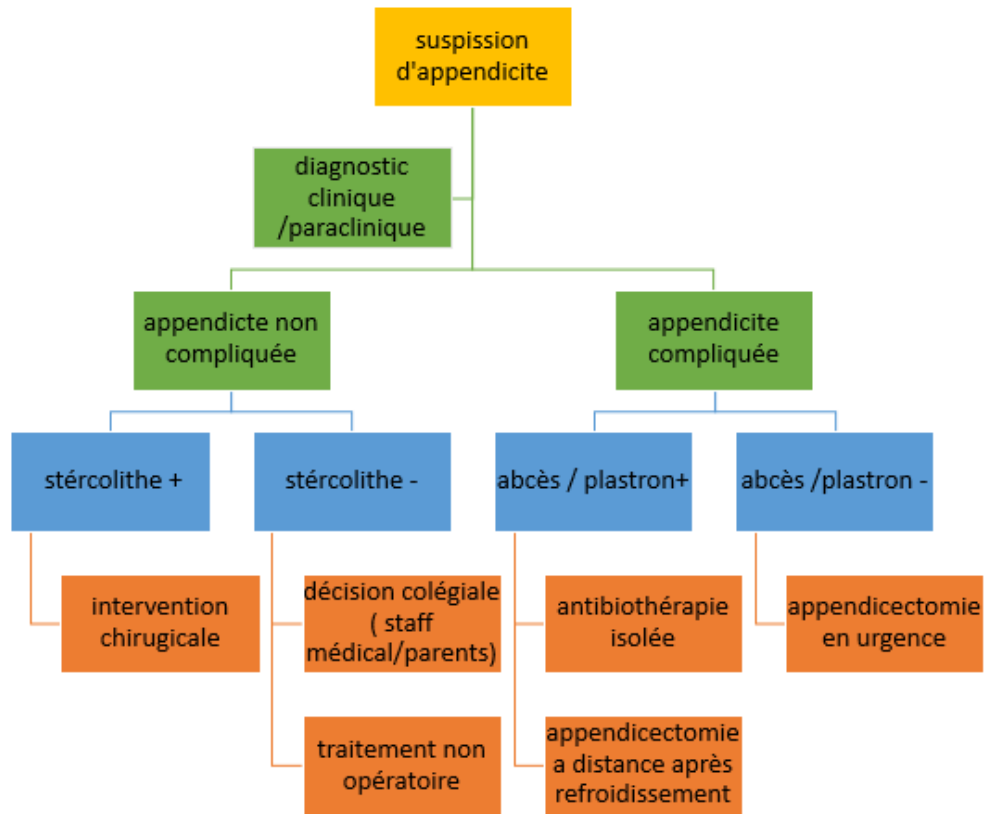 suspission
d'appendicite
diagnostic
clinique
/paraclinique
appendicte non
compliquée
appendicite
compliquée
stércolithe +
stércolithe -
abcès / plastron+
abcès /plastron -
intervention
chirugicale
décision colégiale
( staff
médical/parents)
antibiothérapie
isolée
appendicectomie
en urgence
traitement non
opératoire
appendicectomie
a distance après
refroidissement